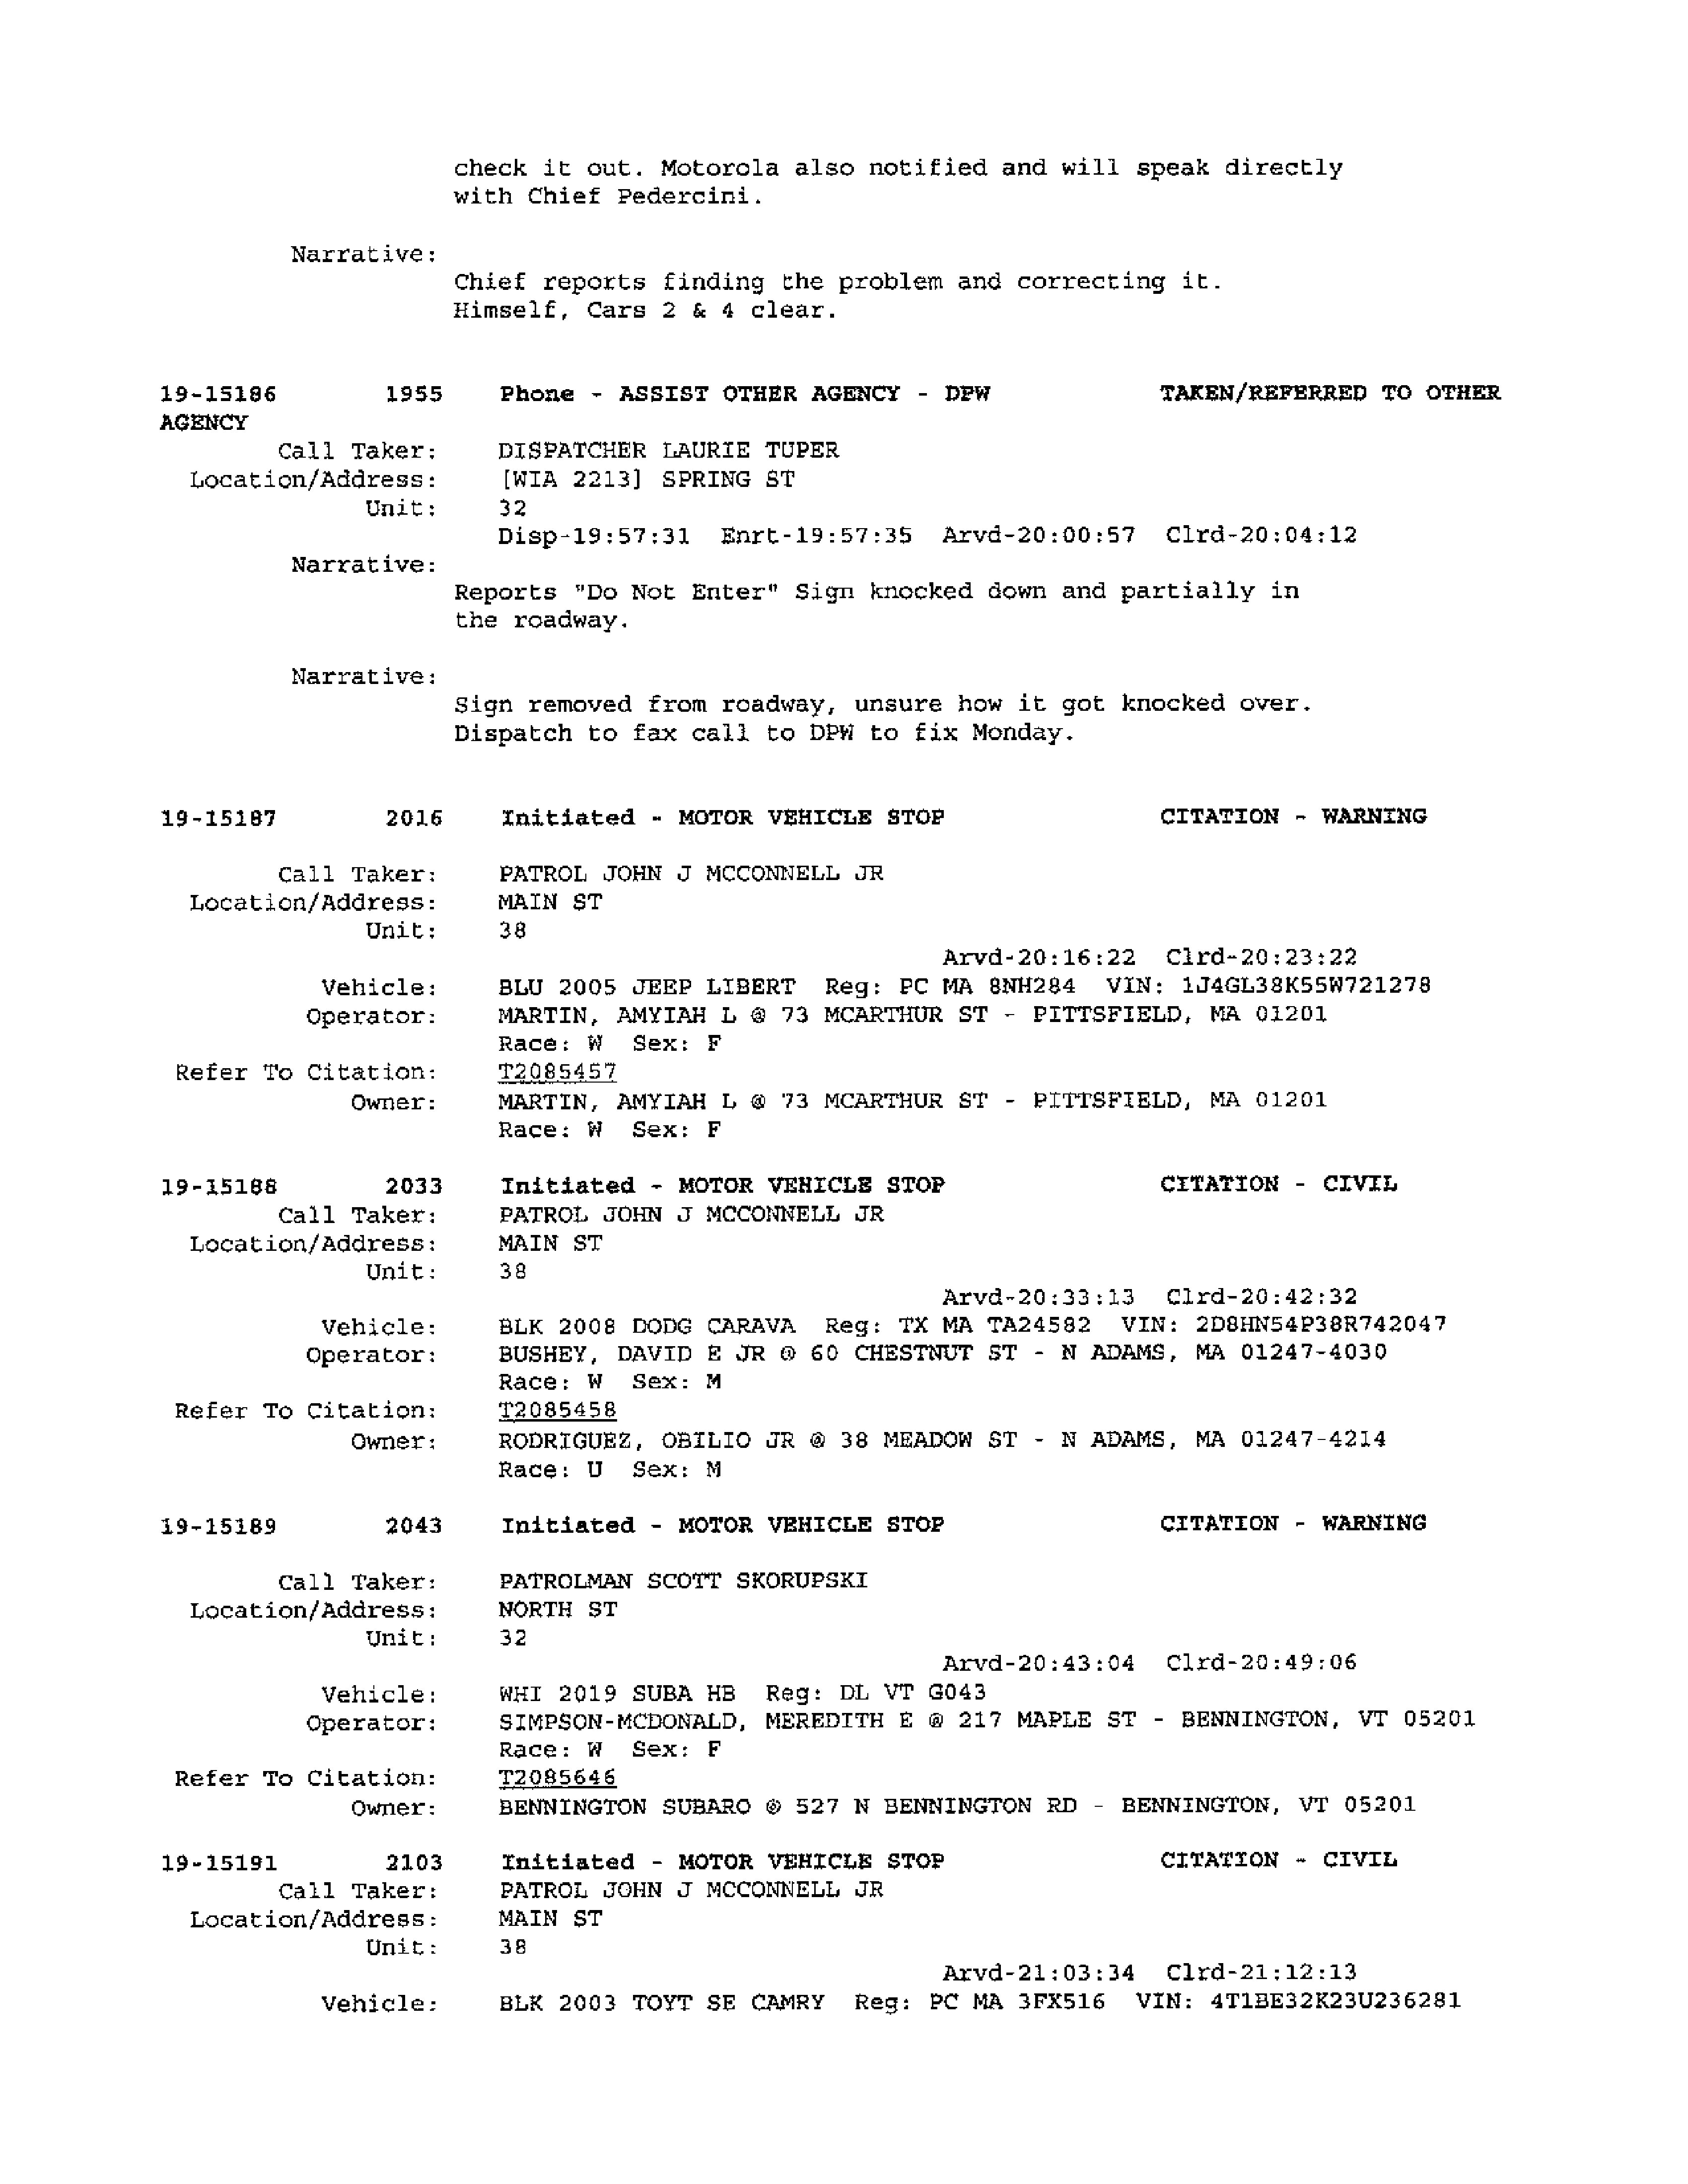 check it out. Motorola also notified and will speak directly
with Chief Pedercini.
Narrative:
Chief reports finding the problem and correcting it.
Himself, Cars 2 & 4 clear.
19-15186 1955 Phone - ASSIST OTHER AGENCY - DPW TAKEN/REFERRED TO OTHER
AGENCY
Call Taker: DISPATCHER LAURIE TUPER
Location/Address: [WIA 2213] SPRING ST
Unit: 32
Disp-19:57:31 Enrt-19:57:35 Arvd-20:00:57 Clrd-20:04:12
Narrative:
Reports "Do Not Enter" Sign knocked down and partially in
the roadway.
Narrative:
Sign removed from roadway, unsure how it got knocked over.
Dispatch to fax call to DPW to fix Monday.
19-15187 2016 Initiated - MOTOR VEHICLE STOP CITATION - WARNING
Call Taker: PATROL JOHN J MCCONNELL JR
Location/Address: MAIN ST
Unit: 38
Arvd-20:16:22 Clrd-20:23:22
Vehicle: BLU 2005 JEEP LIBERT Reg: PC MA 8NH284 VIN: 1J4GL38K55W721278
Operator: MARTIN, AMYIAH L @ 73 MCARTHUR ST - PITTSFIELD, MA 01201
Race: W Sex: F
Refer To Citation: T2085457
Owner: MARTIN, AMYIAH L @ 73 MCARTHUR ST - PITTSFIELD, MA 01201
Race: W Sex: F
19-15188 2033 Initiated - MOTOR VEHICLE STOP CITATION - CIVIL
Call Taker: PATROL JOHN J MCCONNELL JR
Location/Address: MAIN ST
Unit: 38
Arvd-20:33:13 Clrd-20:42:32
Vehicle: BLK 2008 DODG CARAVA Reg: TX MA TA24582 VIN: 2D8HN54P38R742047
Operator: BUSHEY, DAVID E JR @ 60 CHESTNUT ST - N ADAMS, MA 01247-4030
Race: W Sex: M
Refer To Citation: T2085458
Owner: RODRIGUEZ, OBILIO JR @ 38 MEADOW ST - N ADAMS, MA 01247-4214
Race: U Sex: M
19-15189 2043 Initiated - MOTOR VEHICLE STOP CITATION - WARNING
Call Taker: PATROLMAN SCOTT SKORUPSKI
Location/Address: NORTH ST
Unit: 32
Arvd-20:43:04 Clrd-20:49:06
Vehicle: WHI 2019 SUBA HB Reg: DL VT G043
Operator: SIMPSON-MCDONALD, MEREDITH E @ 217 MAPLE ST - BENNINGTON, VT 05201
Race: W Sex: F
Refer To Citation: T2085646
Owner: BENNINGTON SUBARO @ 527 N BENNINGTON RD - BENNINGTON, VT 05201
19-15191 2103 Initiated - MOTOR VEHICLE STOP CITATION - CIVIL
Call Taker: PATROL JOHN J MCCONNELL JR
Location/Address: MAIN ST
Unit: 38
Arvd-21:03:34 Clrd-21:12:13
Vehicle: BLK 2003 TOYT SE CAMRY Reg: PC MA 3FX516 VIN: 4T1BE32K23U236281